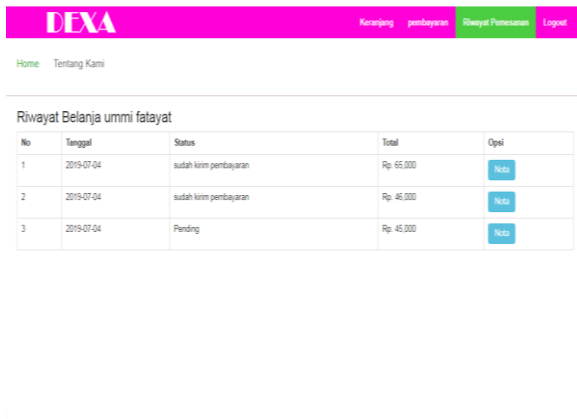 DEXA Keranjang pembayaran Riwayat Pemesanan Logout
Home Tentang Kami
Riwayat Belanja ummi fatayat
No Tanggal Status Total Opsi
1 2019-07-04 sudah kirim pembayaran Rp. 65,000 Nota
2 2019-07-04 sudah kirim pembayaran Rp. 46,000 Nota
3 2019-07-04 Pending Rp. 45,000 Nota